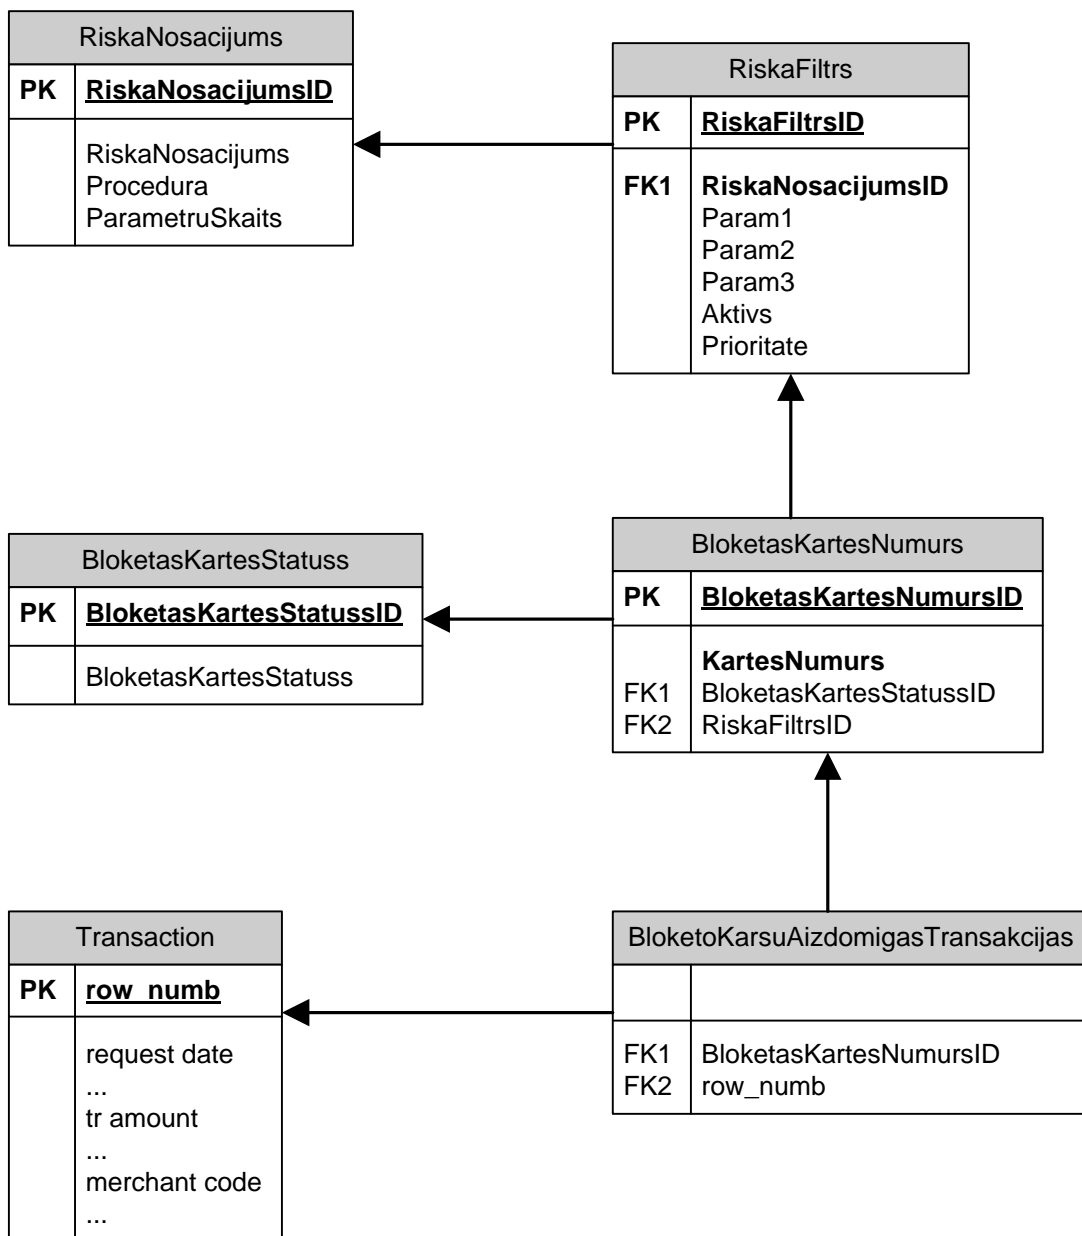 RiskaNosacijums
PK RiskaNosacijumsID
RiskaNosacijums
Procedura
ParametruSkaits
RiskaFiltrs
PK RiskaFiltrsID
FK1 RiskaNosacijumsID
Param1
Param2
Param3
Aktivs
Prioritate
BloketasKartesStatuss
PK BloketasKartesStatussID
BloketasKartesStatuss
BloketasKartesNumurs
PK BloketasKartesNumursID
KartesNumurs
FK1 BloketasKartesStatussID
FK2 RiskaFiltrsID
Transaction
PK row_numb
request date
...
tr amount
...
merchant code
...
BloketoKarsuAizdomigasTransakcijas
FK1 BloketasKartesNumursID
FK2 row_numb